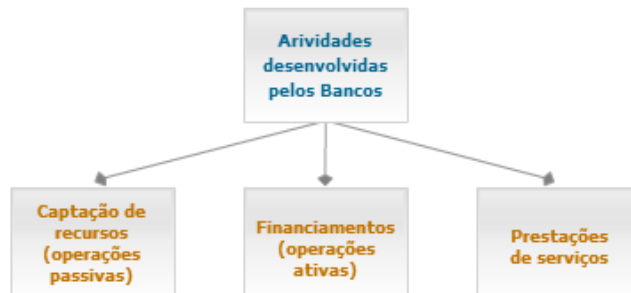 Arividades
desenvolvidas
pelos Bancos
Captação de
recursos
(operações
passivas)
Financiamentos
(operações
ativas)
Prestações
de serviços